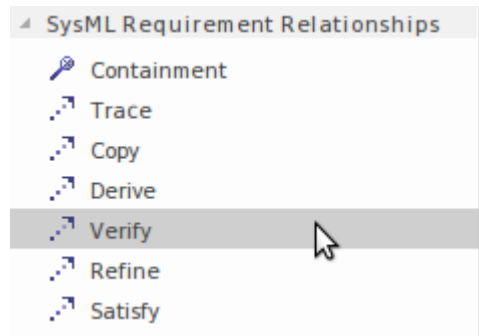 SysML Requirement Relationships
Containment
Trace
Copy
Derive
Verify
Refine
Satisfy